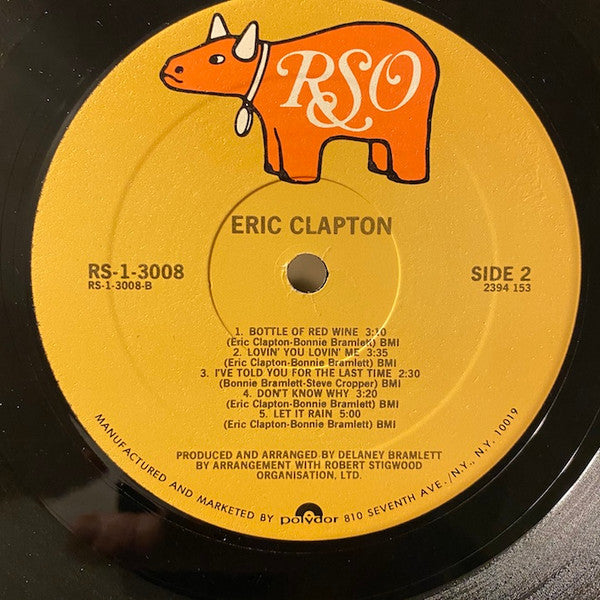 RSO
ERIC CLAPTON
RS-1-3008
RS-1-3008-B
SIDE 2
2394 153
1. BOTTLE OF RED WINE 3:10
(Eric Clapton-Bonnie Bramlett) BMI
2. LOVIN' YOU LOVIN' ME 3:35
(Eric Clapton-Bonnie Bramlett) BMI
3. I'VE TOLD YOU FOR THE LAST TIME 2:30
(Bonnie Bramlett-Steve Cropper) BMI
4. DON'T KNOW WHY 3:20
(Eric Clapton-Bonnie Bramlett) BMI
5. LET IT RAIN 5:00
(Eric Clapton-Bonnie Bramlett) BMI
PRODUCED AND ARRANGED BY DELANEY BRAMLETT
BY ARRANGEMENT WITH ROBERT STIGWOOD
ORGANISATION, LTD.
MANUFACTURED AND MARKETED BY polydor 810 SEVENTH AVE./N.Y., N.Y. 10019